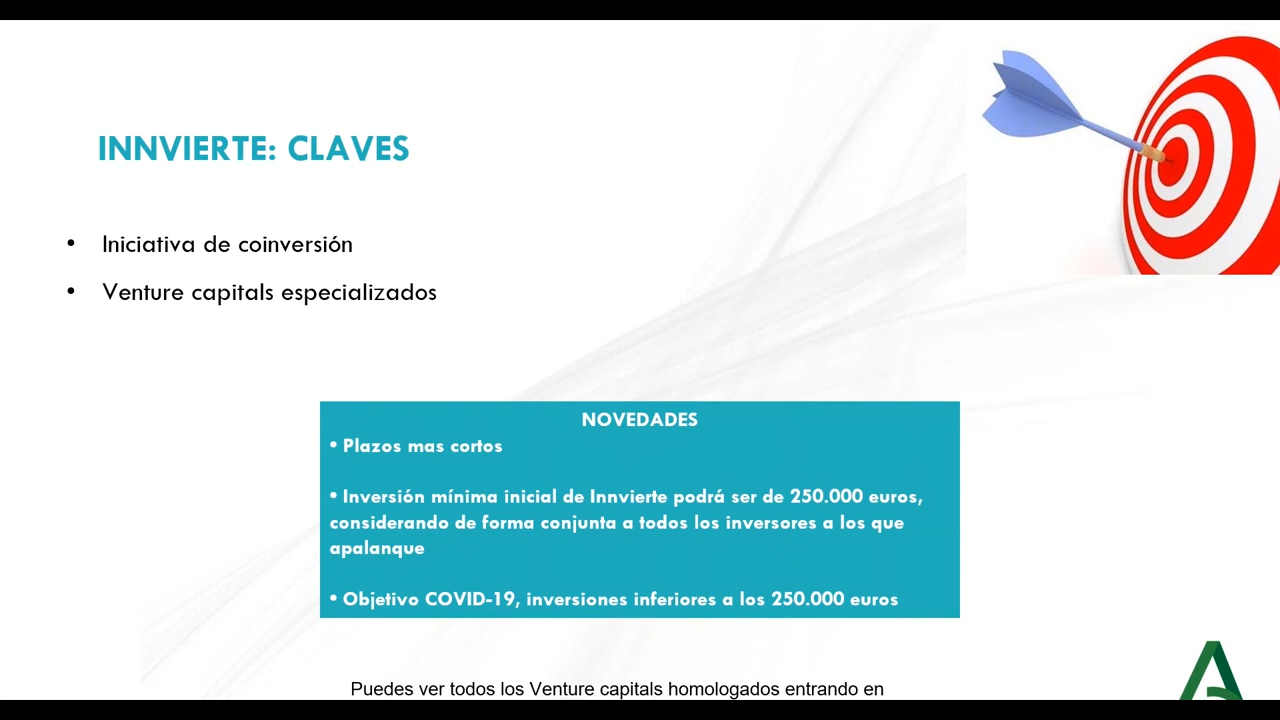 INNVIERTE: CLAVES
• Iniciativa de coinversión
• Venture capitals especializados
NOVEDADES
• Plazos mas cortos
• Inversión mínima inicial de Innvierte podrá ser de 250.000 euros,
considerando de forma conjunta a todos los inversores a los que
apalanque
• Objetivo COVID-19, inversiones inferiores a los 250.000 euros
Puedes ver todos los Venture capitals homologados entrando en